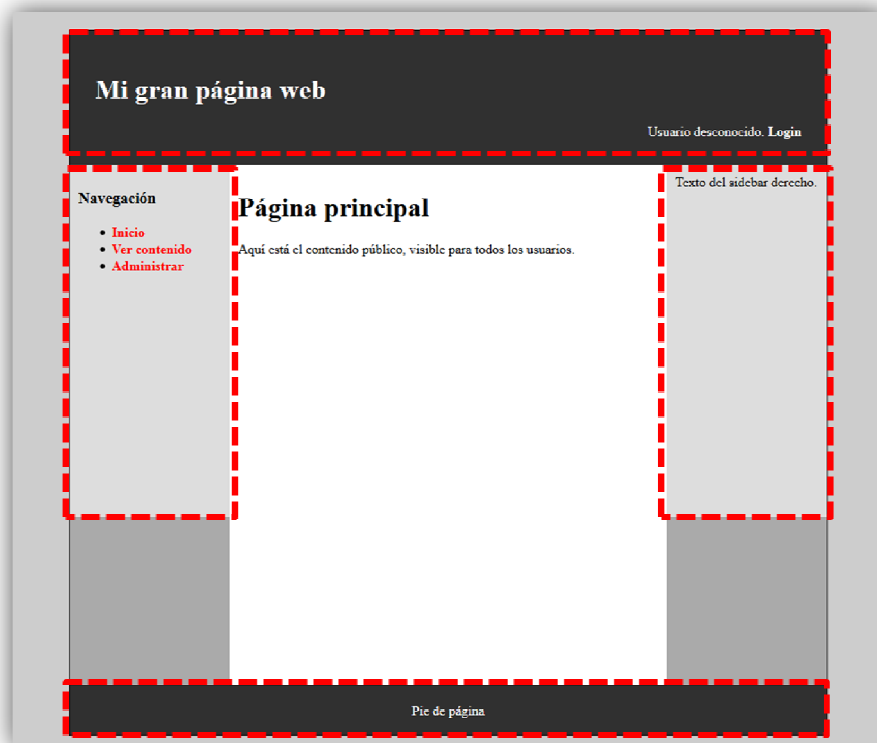 Mi gran página web
Usuario desconocido. Login
Navegación
Inicio
Ver contenido
Administrar
Página principal
Aquí está el contenido público, visible para todos los usuarios.
Texto del sidebar derecho.
Pie de página